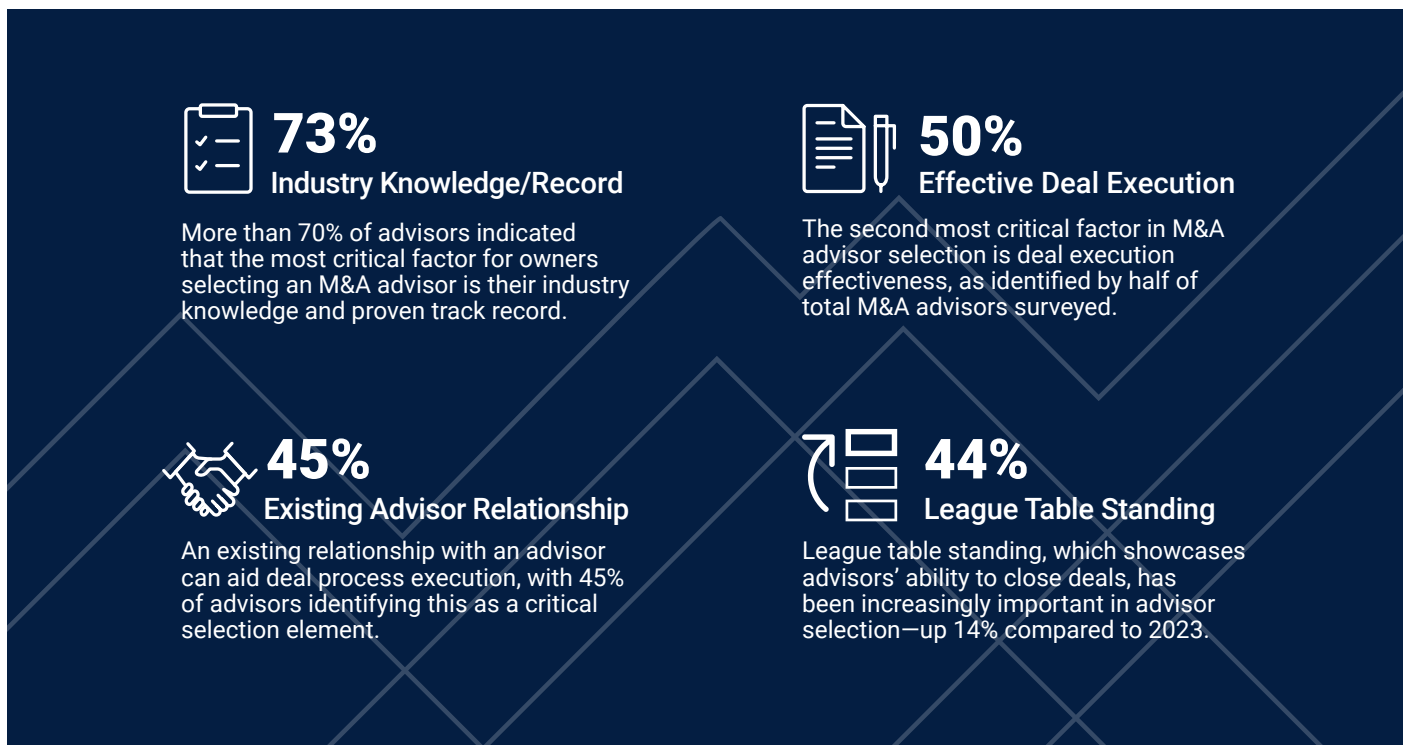 73%
Industry Knowledge/Record
More than 70% of advisors indicated
that the most critical factor for owners
selecting an M&A advisor is their industry
knowledge and proven track record.
50%
Effective Deal Execution
The second most critical factor in M&A
advisor selection is deal execution
effectiveness, as identified by half of
total M&A advisors surveyed.
45%
Existing Advisor Relationship
An existing relationship with an advisor
can aid deal process execution, with 45%
of advisors identifying this as a critical
selection element.
44%
League Table Standing
League table standing, which showcases
advisors’ ability to close deals, has
been increasingly important in advisor
selection—up 14% compared to 2023.